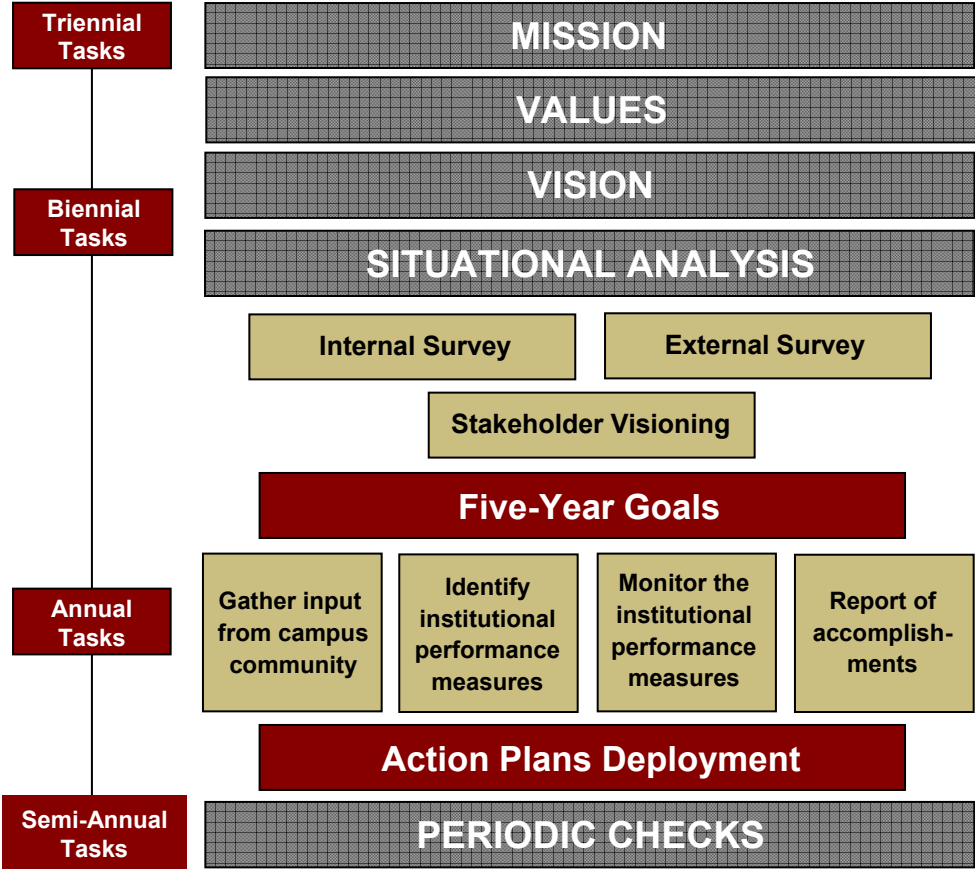 Triennial
Tasks
MISSION
VALUES
VISION
Biennial
Tasks
SITUATIONAL ANALYSIS
Internal Survey
External Survey
Stakeholder Visioning
Five-Year Goals
Annual
Tasks
Gather input
from campus
community
Identify
institutional
performance
measures
Monitor the
institutional
performance
measures
Report of
accomplish-
ments
Action Plans Deployment
Semi-Annual
Tasks
PERIODIC CHECKS